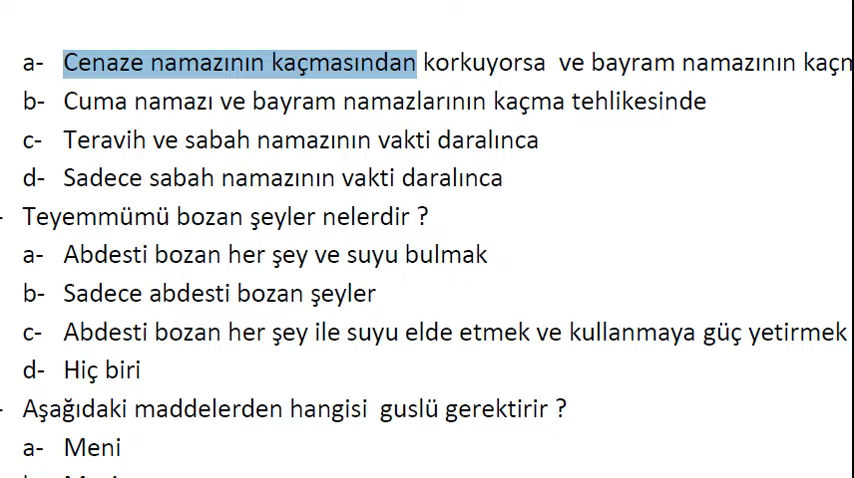 a- Cenaze namazının kaçmasından korkuyorsa ve bayram namazının
b- Cuma namazı ve bayram namazlarının kaçma tehlikesinde
c- Teravih ve sabah namazının vakti daralınca
d- Sadece sabah namazının vakti daralınca
- Teyemmümü bozan şeyler nelerdir ?
a- Abdesti bozan her şey ve suyu bulmak
b- Sadece abdesti bozan şeyler
c- Abdesti bozan her şey ile suyu elde etmek ve kullanmaya güç yetirmek
d- Hiç biri
- Aşağıdaki maddelerden hangisi guslü gerektirir ?
a- Meni